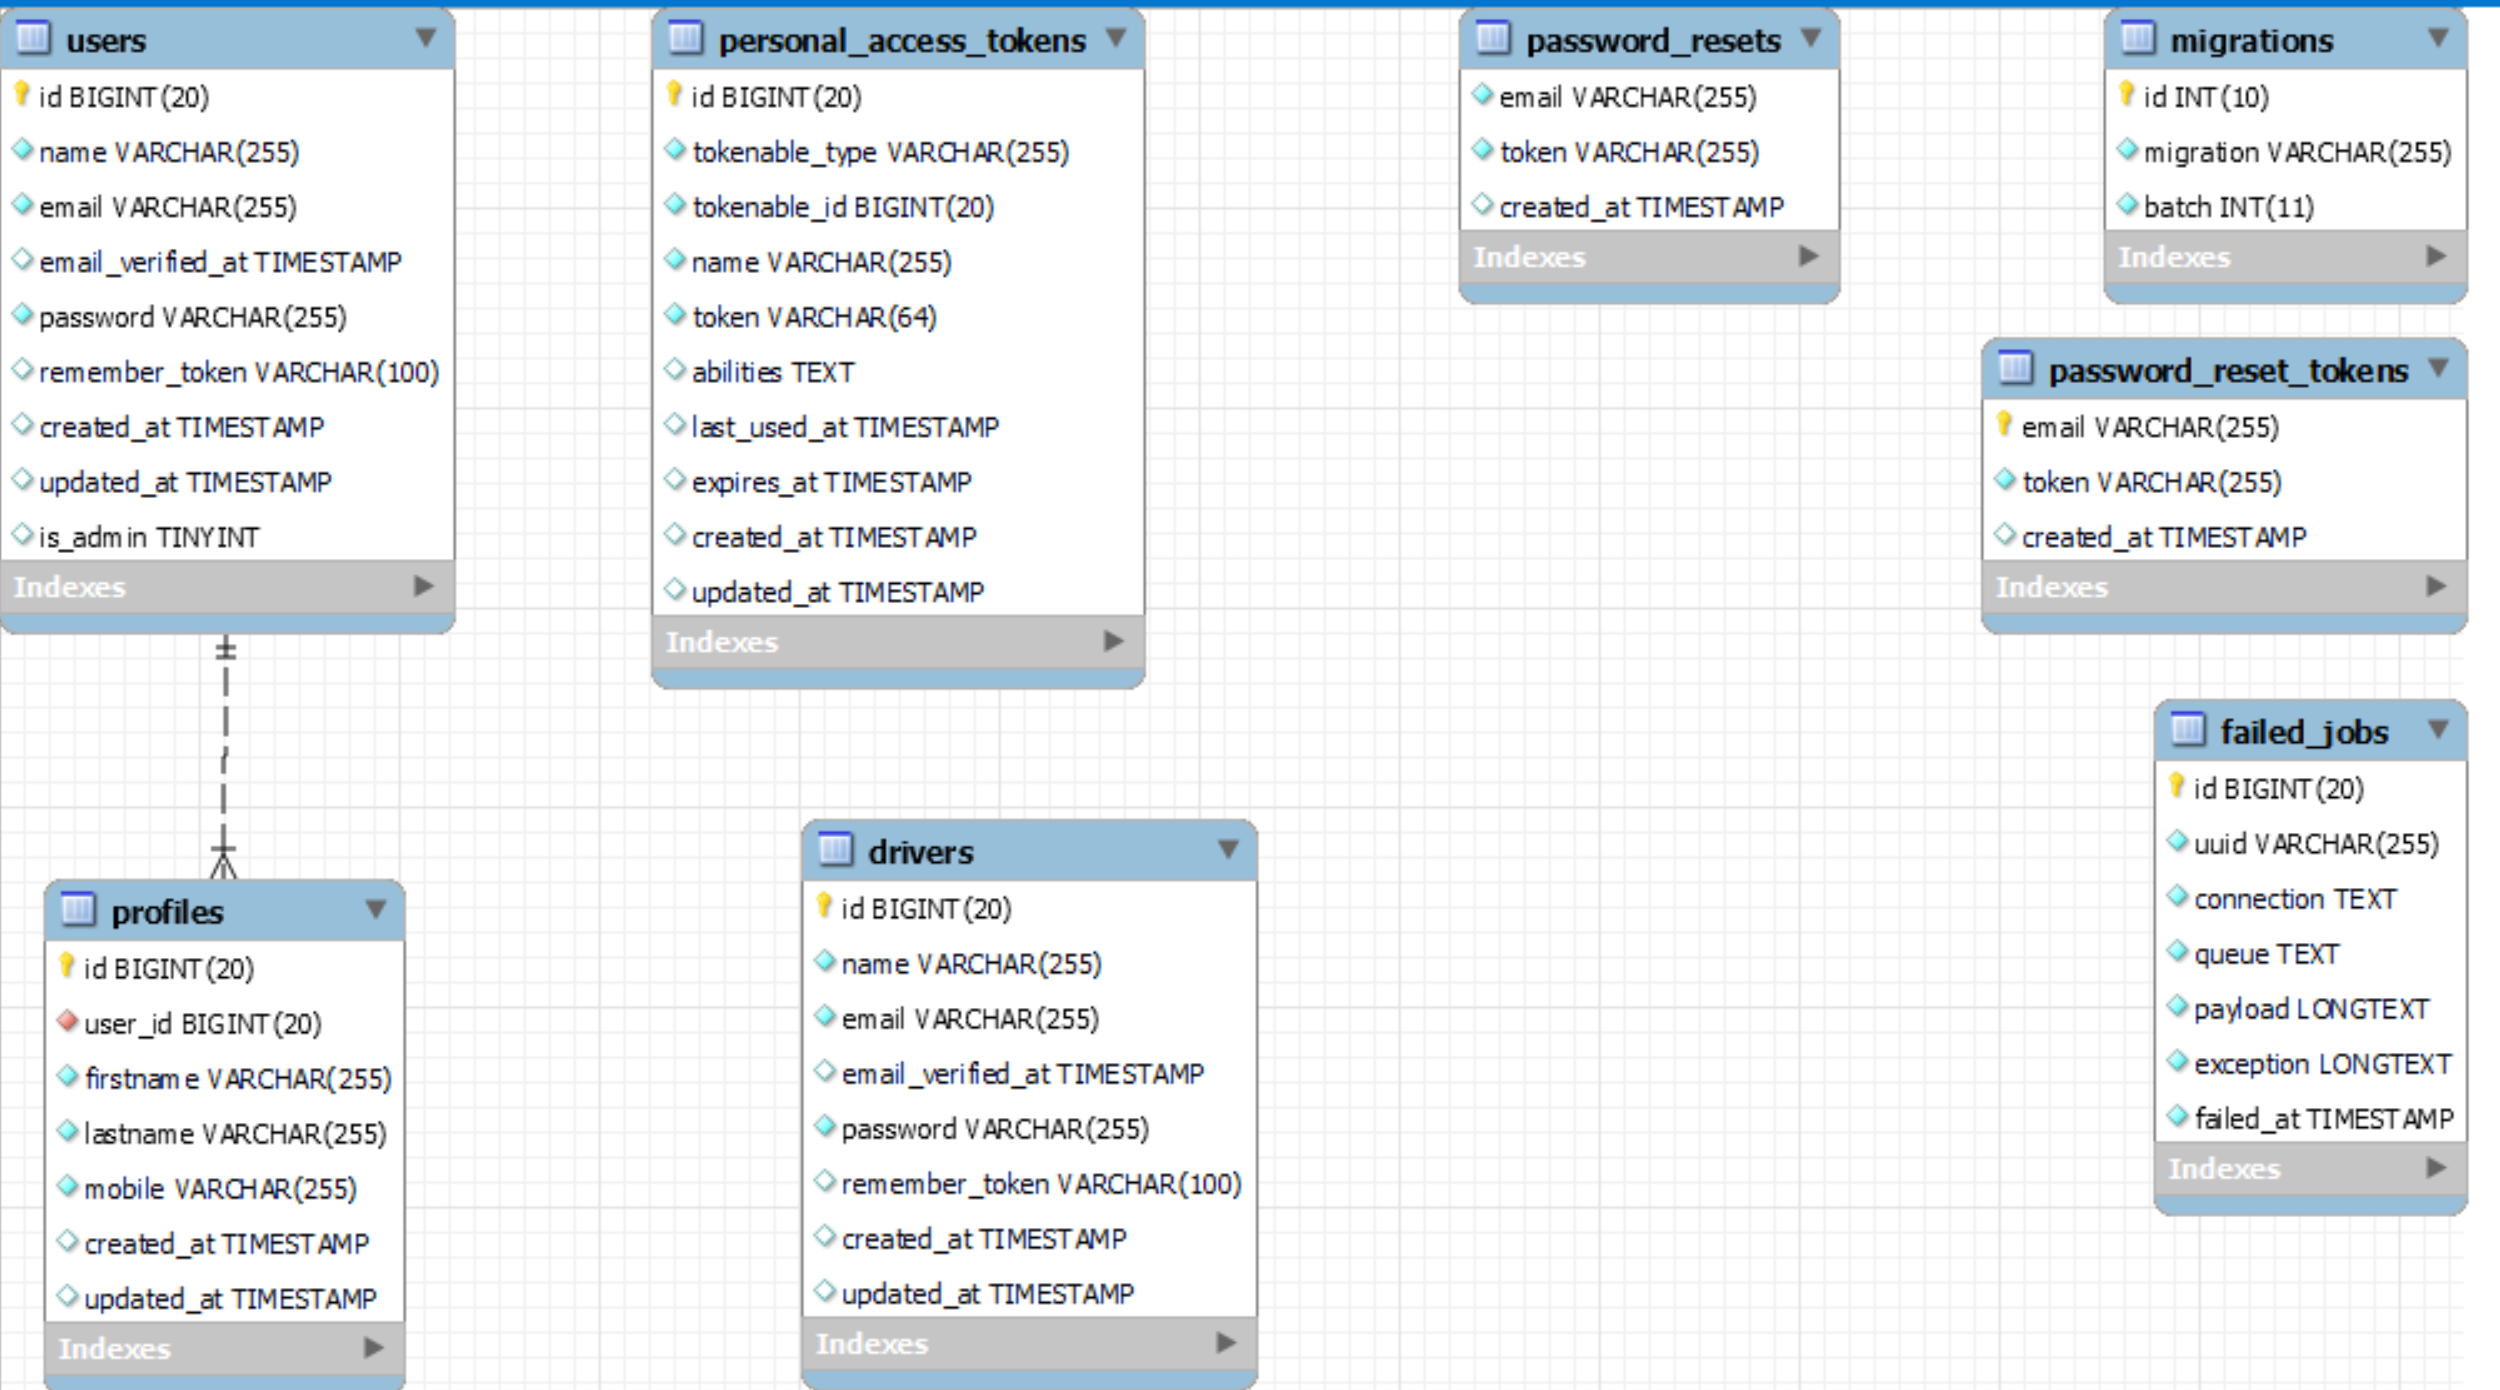 users
id BIGINT(20)
name VARCHAR(255)
email VARCHAR(255)
email_verified_at TIMESTAMP
password VARCHAR(255)
remember_token VARCHAR(100)
created_at TIMESTAMP
updated_at TIMESTAMP
is_admin TINYINT
Indexes
personal_access_tokens
id BIGINT(20)
tokenable_type VARCHAR(255)
tokenable_id BIGINT(20)
name VARCHAR(255)
token VARCHAR(64)
abilities TEXT
last_used_at TIMESTAMP
expires_at TIMESTAMP
created_at TIMESTAMP
updated_at TIMESTAMP
Indexes
password_resets
email VARCHAR(255)
token VARCHAR(255)
created_at TIMESTAMP
Indexes
migrations
id INT(10)
migration VARCHAR(255)
batch INT(11)
Indexes
password_reset_tokens
email VARCHAR(255)
token VARCHAR(255)
created_at TIMESTAMP
Indexes
profiles
id BIGINT(20)
user_id BIGINT(20)
firstname VARCHAR(255)
lastname VARCHAR(255)
mobile VARCHAR(255)
created_at TIMESTAMP
updated_at TIMESTAMP
Indexes
drivers
id BIGINT(20)
name VARCHAR(255)
email VARCHAR(255)
email_verified_at TIMESTAMP
password VARCHAR(255)
remember_token VARCHAR(100)
created_at TIMESTAMP
updated_at TIMESTAMP
Indexes
failed_jobs
id BIGINT(20)
uuid VARCHAR(255)
connection TEXT
queue TEXT
payload LONGTEXT
exception LONGTEXT
failed_at TIMESTAMP
Indexes